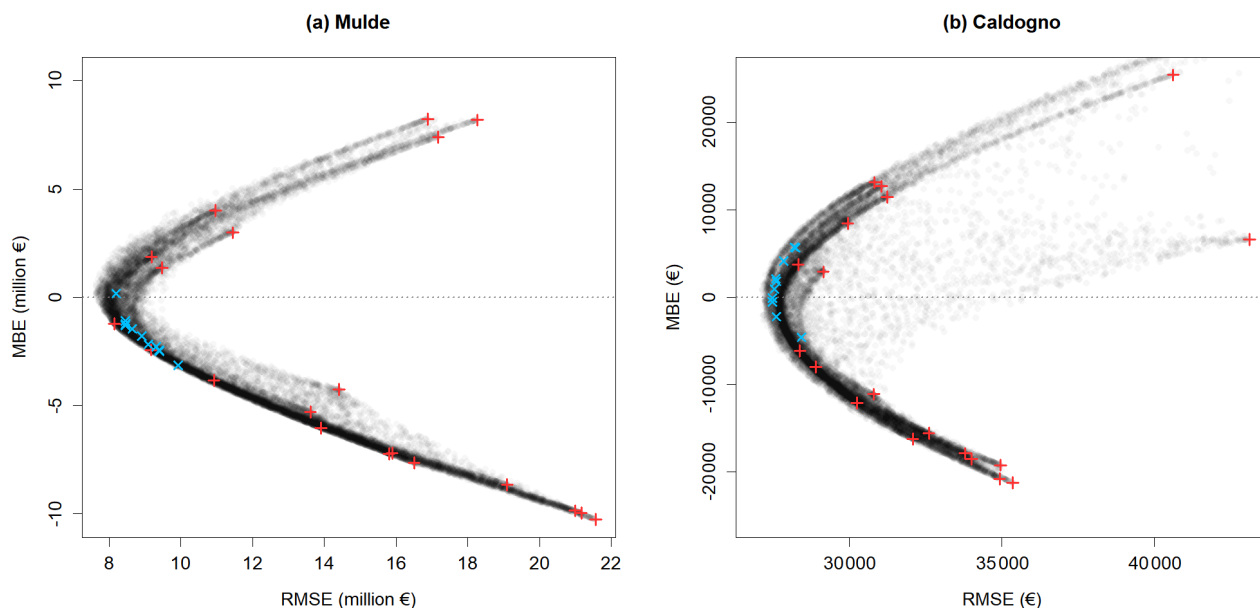 (a) Mulde
MBE (million €)
10
5
0
-5
-10
8 10 12 14 16 18 20 22
RMSE (million €)
(b) Caldogno
MBE (€)
20000
10000
0
-10000
-20000
30000 35000 40000
RMSE (€)